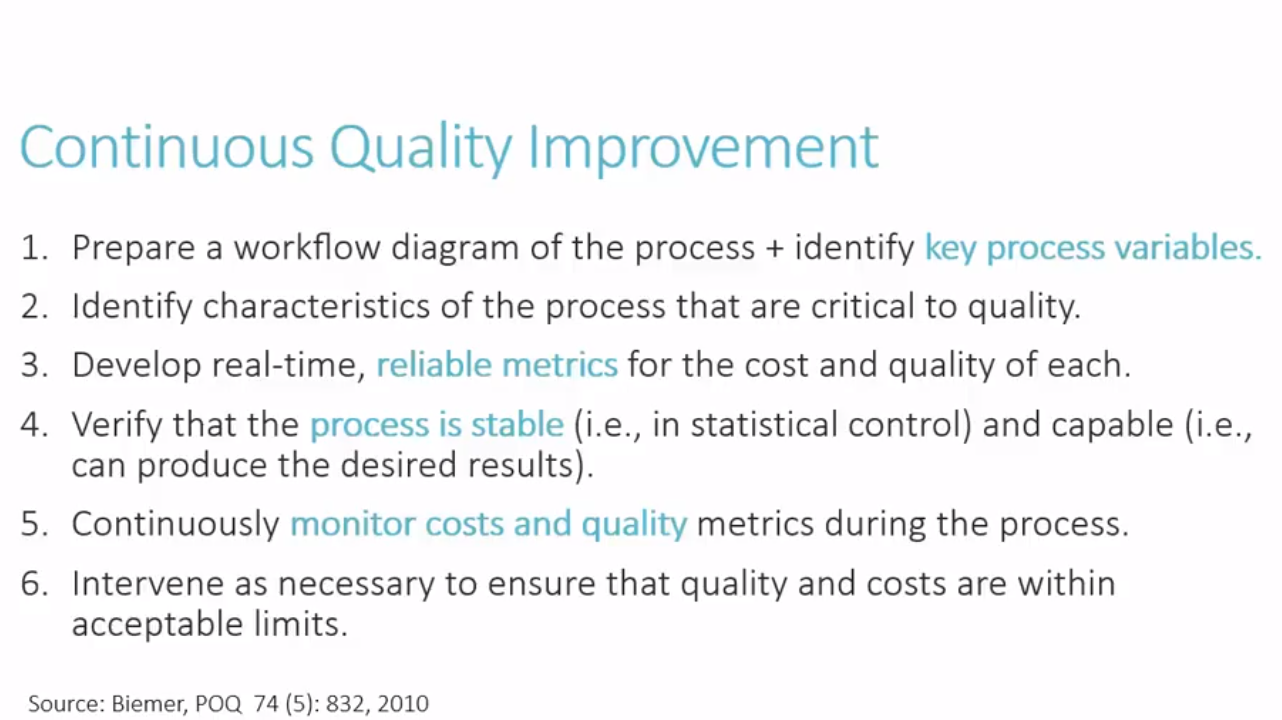 Continuous Quality Improvement
1. Prepare a workflow diagram of the process + identify key process variables.
2. Identify characteristics of the process that are critical to quality.
3. Develop real-time, reliable metrics for the cost and quality of each.
4. Verify that the process is stable (i.e., in statistical control) and capable (i.e.,
can produce the desired results).
5. Continuously monitor costs and quality metrics during the process.
6. Intervene as necessary to ensure that quality and costs are within
acceptable limits.
Source: Biemer, POQ 74 (5): 832, 2010